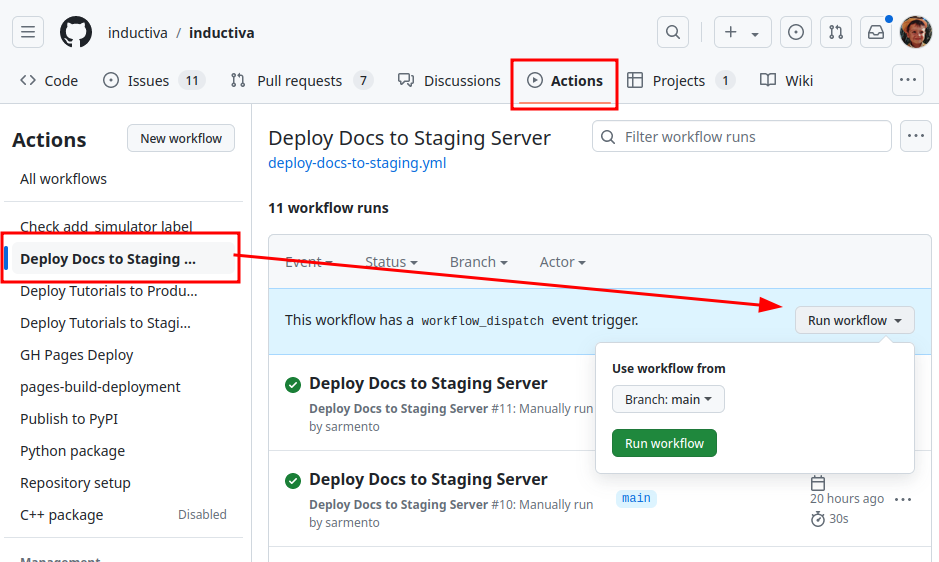 inductiva / inductiva
Code
Issues 11
Pull requests 7
Discussions
Actions
Projects 1
Wiki
Actions
New workflow
All workflows
Check add_simulator label
Deploy Docs to Staging ...
Deploy Tutorials to Produ...
Deploy Tutorials to Stagi...
GH Pages Deploy
pages-build-deployment
Publish to PyPI
Python package
Repository setup
C++ package Disabled
Management
Deploy Docs to Staging Server
deploy-docs-to-staging.yml
Filter workflow runs
11 workflow runs
Event Status Branch Actor
This workflow has a workflow_dispatch event trigger.
Run workflow
Use workflow from
Branch: main
Run workflow
Deploy Docs to Staging Server
Deploy Docs to Staging Server #11: Manually run
by sarmento
Deploy Docs to Staging Server
Deploy Docs to Staging Server #10: Manually run
by sarmento
main
20 hours ago
30s